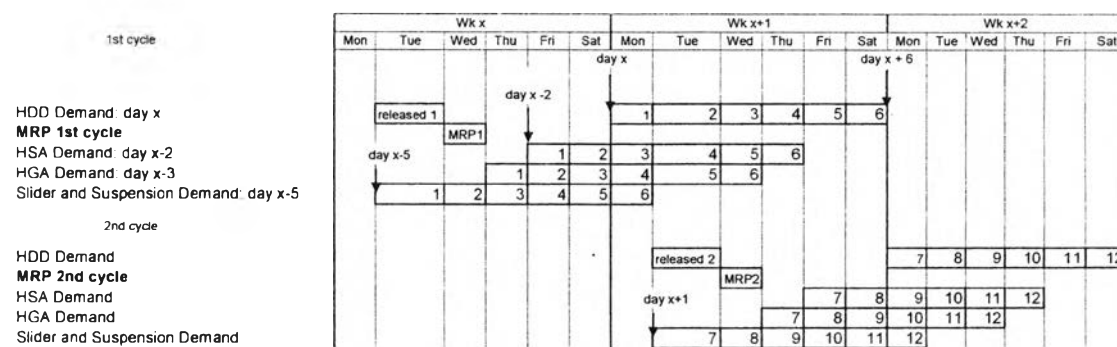 Wk x Wk x+1 Wk x+2
1st cycle Mon Tue Wed Thu Fri Sat Mon Tue Wed Thu Fri Sat Mon Tue Wed Thu Fri Sat
day x day x + 6
day x -2
HDD Demand: day x released 1 1 2 3 4 5 6
MRP 1st cycle MRP1
HSA Demand: day x-2 day x-5 1 2 3 4 5 6
HGA Demand: day x-3 1 2 3 4 5 6
Slider and Suspension Demand: day x-5 1 2 3 4 5 6
2nd cycle
HDD Demand released 2 7 8 9 10 11 12
MRP 2nd cycle MRP2
HSA Demand day x+1 7 8 9 10 11 12
HGA Demand 7 8 9 10 11 12
Slider and Suspension Demand 7 8 9 10 11 12